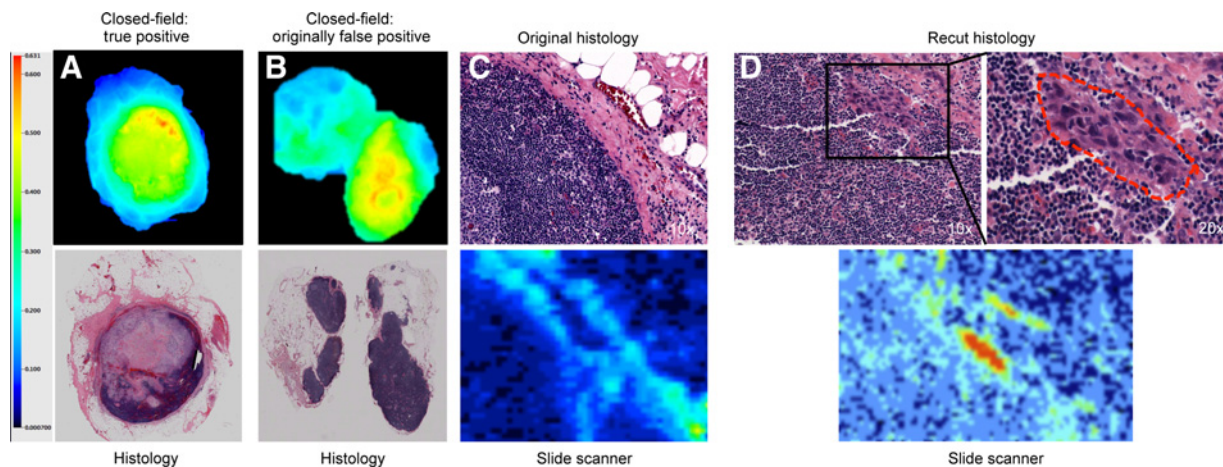 Closed-field:
true positive
Closed-field:
originally false positive
Original histology
Recut histology
A
B
C
D
0.631
0.600
0.500
0.400
0.300
0.200
0.100
0.000700
10x
10x
20x
Histology
Histology
Slide scanner
Slide scanner